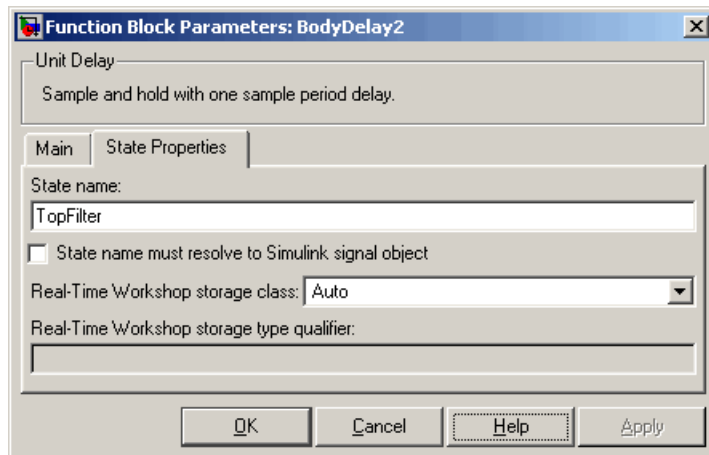 Function Block Parameters: BodyDelay2
Unit Delay
Sample and hold with one sample period delay.
Main State Properties
State name:
TopFilter
State name must resolve to Simulink signal object
Real-Time Workshop storage class: Auto
Real-Time Workshop storage type qualifier:
OK Cancel Help Apply